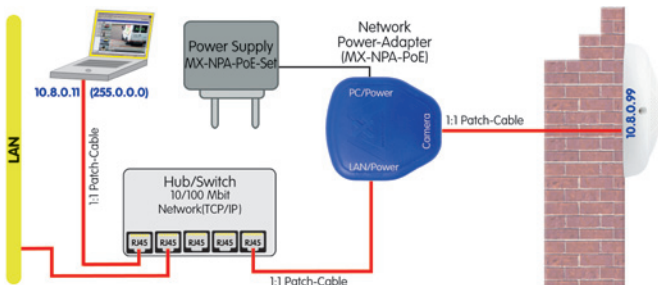 LAN
10.8.0.11 (255.0.0.0)
1:1 Patch-Cable
Power Supply
MX-NPA-PoE-Set
Network
Power-Adapter
(MX-NPA-PoE)
PC/Power
Camera
LAN/Power
1:1 Patch-Cable
10.8.0.99
Hub/Switch
10/100 Mbit
Network(TCP/IP)
RJ45 RJ45 RJ45 RJ45 RJ45
1:1 Patch-Cable